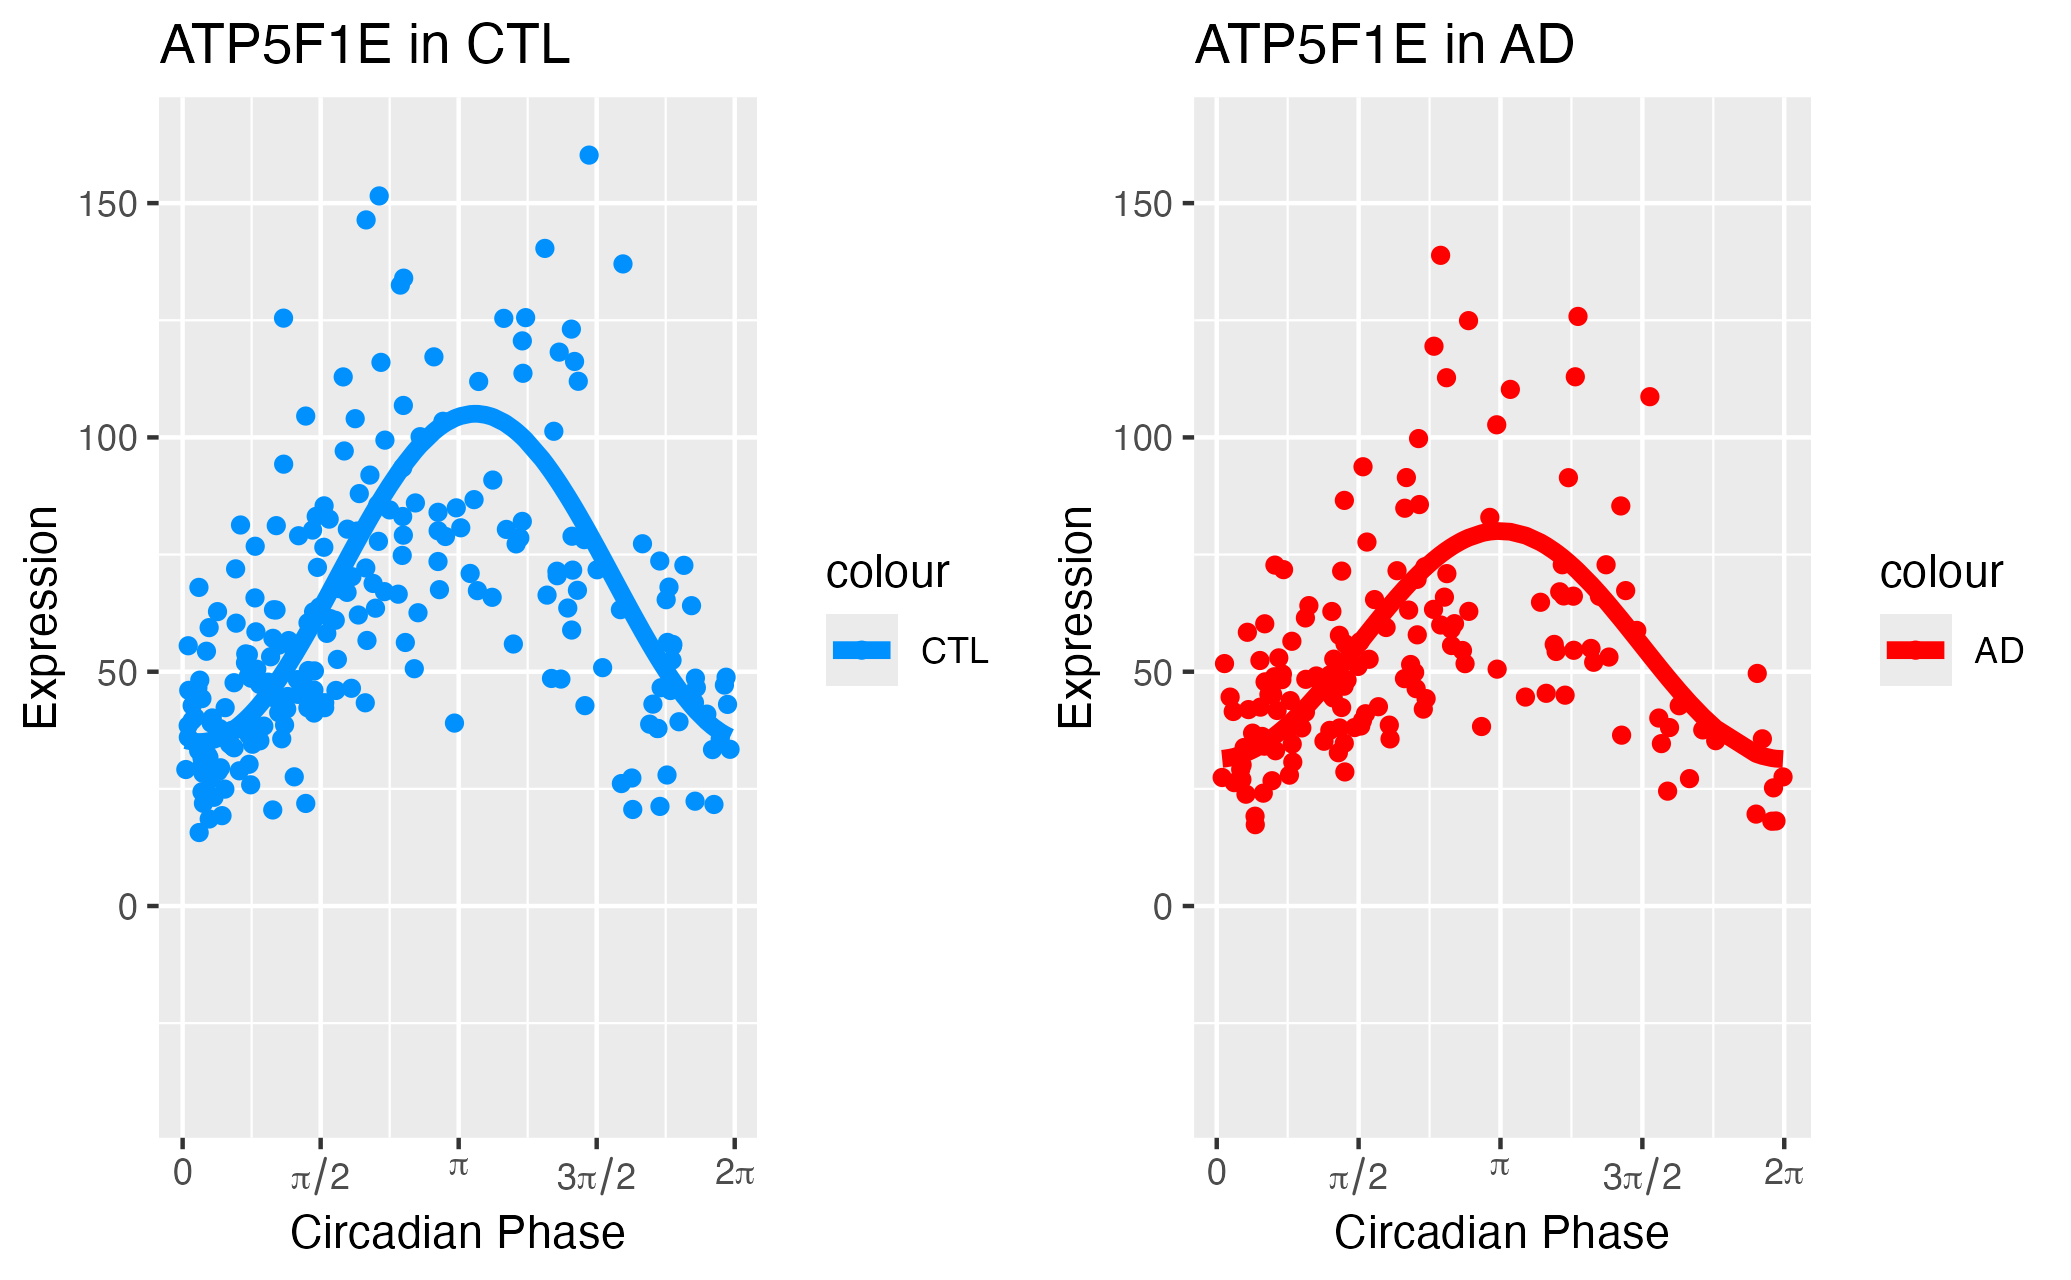 ATP5F1E in CTL
150
100
50
0
Expression
0 π/2 π 3π/2 2π
Circadian Phase
colour
CTL
ATP5F1E in AD
150
100
50
0
Expression
0 π/2 π 3π/2 2π
Circadian Phase
colour
AD